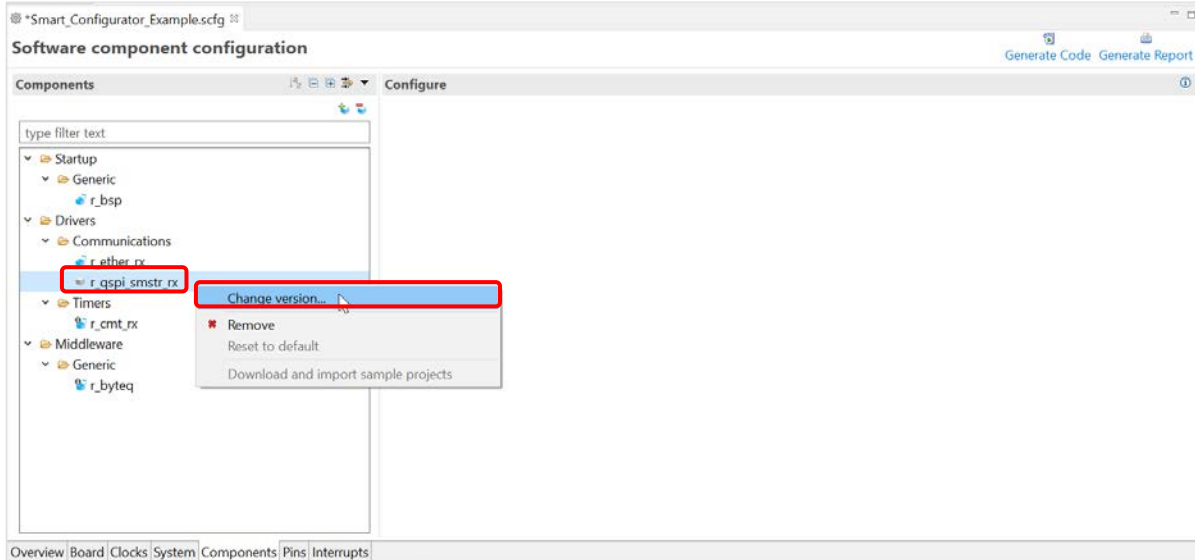 *Smart_Configurator_Example.scfg
Software component configuration
Generate Code Generate Report
Components
Configure
type filter text
Startup
Generic
r_bsp
Drivers
Communications
r_ether_rx
r_qspi_smstr_rx
Change version...
Timers
r_cmt_rx
Remove
Middleware
Reset to default
Generic
Download and import sample projects
r_byteq
Overview Board Clocks System Components Pins Interrupts